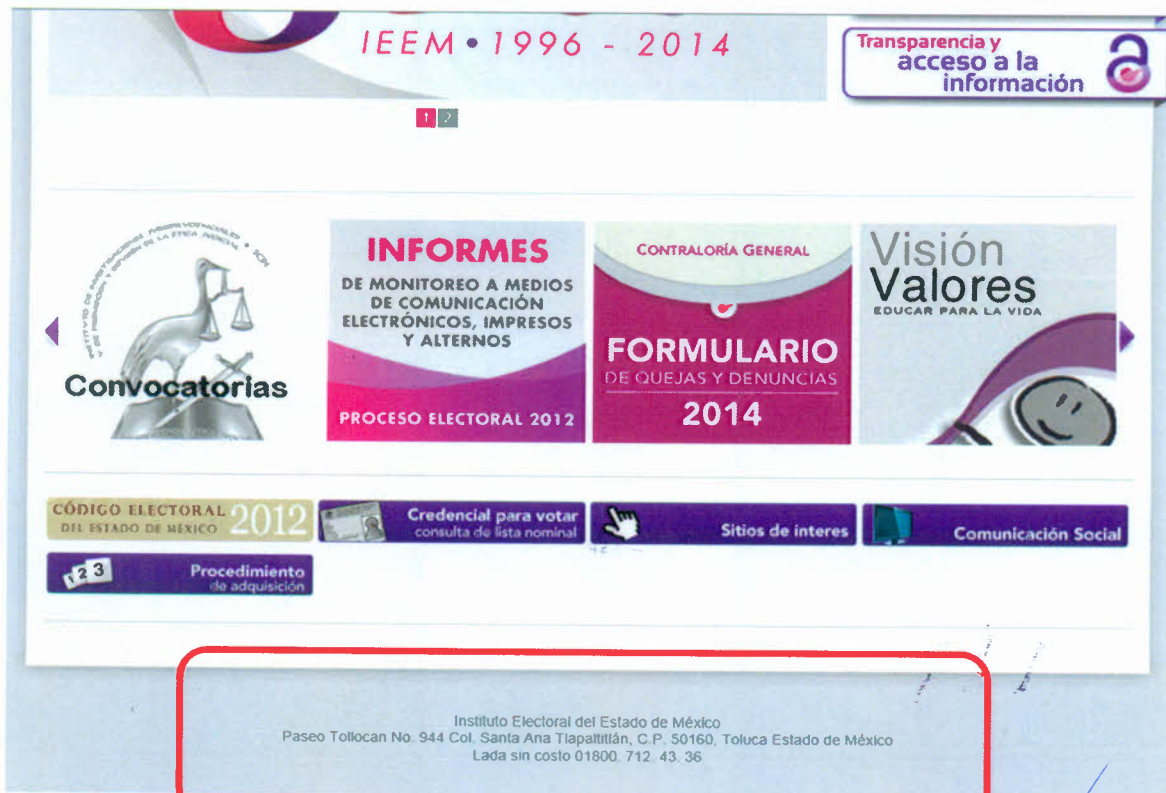 IEEM • 1996 - 2014
Transparencia y
acceso a la
información
1 2
Convocatorias
INFORMES
DE MONITOREO A MEDIOS
DE COMUNICACIÓN
ELECTRÓNICOS, IMPRESOS
Y ALTERNOS
PROCESO ELECTORAL 2012
CONTRALORÍA GENERAL
FORMULARIO
DE QUEJAS Y DENUNCIAS
2014
Visión
Valores
EDUCAR PARA LA VIDA
CÓDIGO ELECTORAL
DEL ESTADO DE MÉXICO 2012
Credencial para votar
consulta de lista nominal
Sitios de interes
Comunicación Social
1 2 3
Procedimiento
de adquisición
Instituto Electoral del Estado de México
Paseo Tollocan No. 944 Col. Santa Ana Tlapaltitlán, C.P. 50160, Toluca Estado de México
Lada sin costo 01800. 712. 43. 36